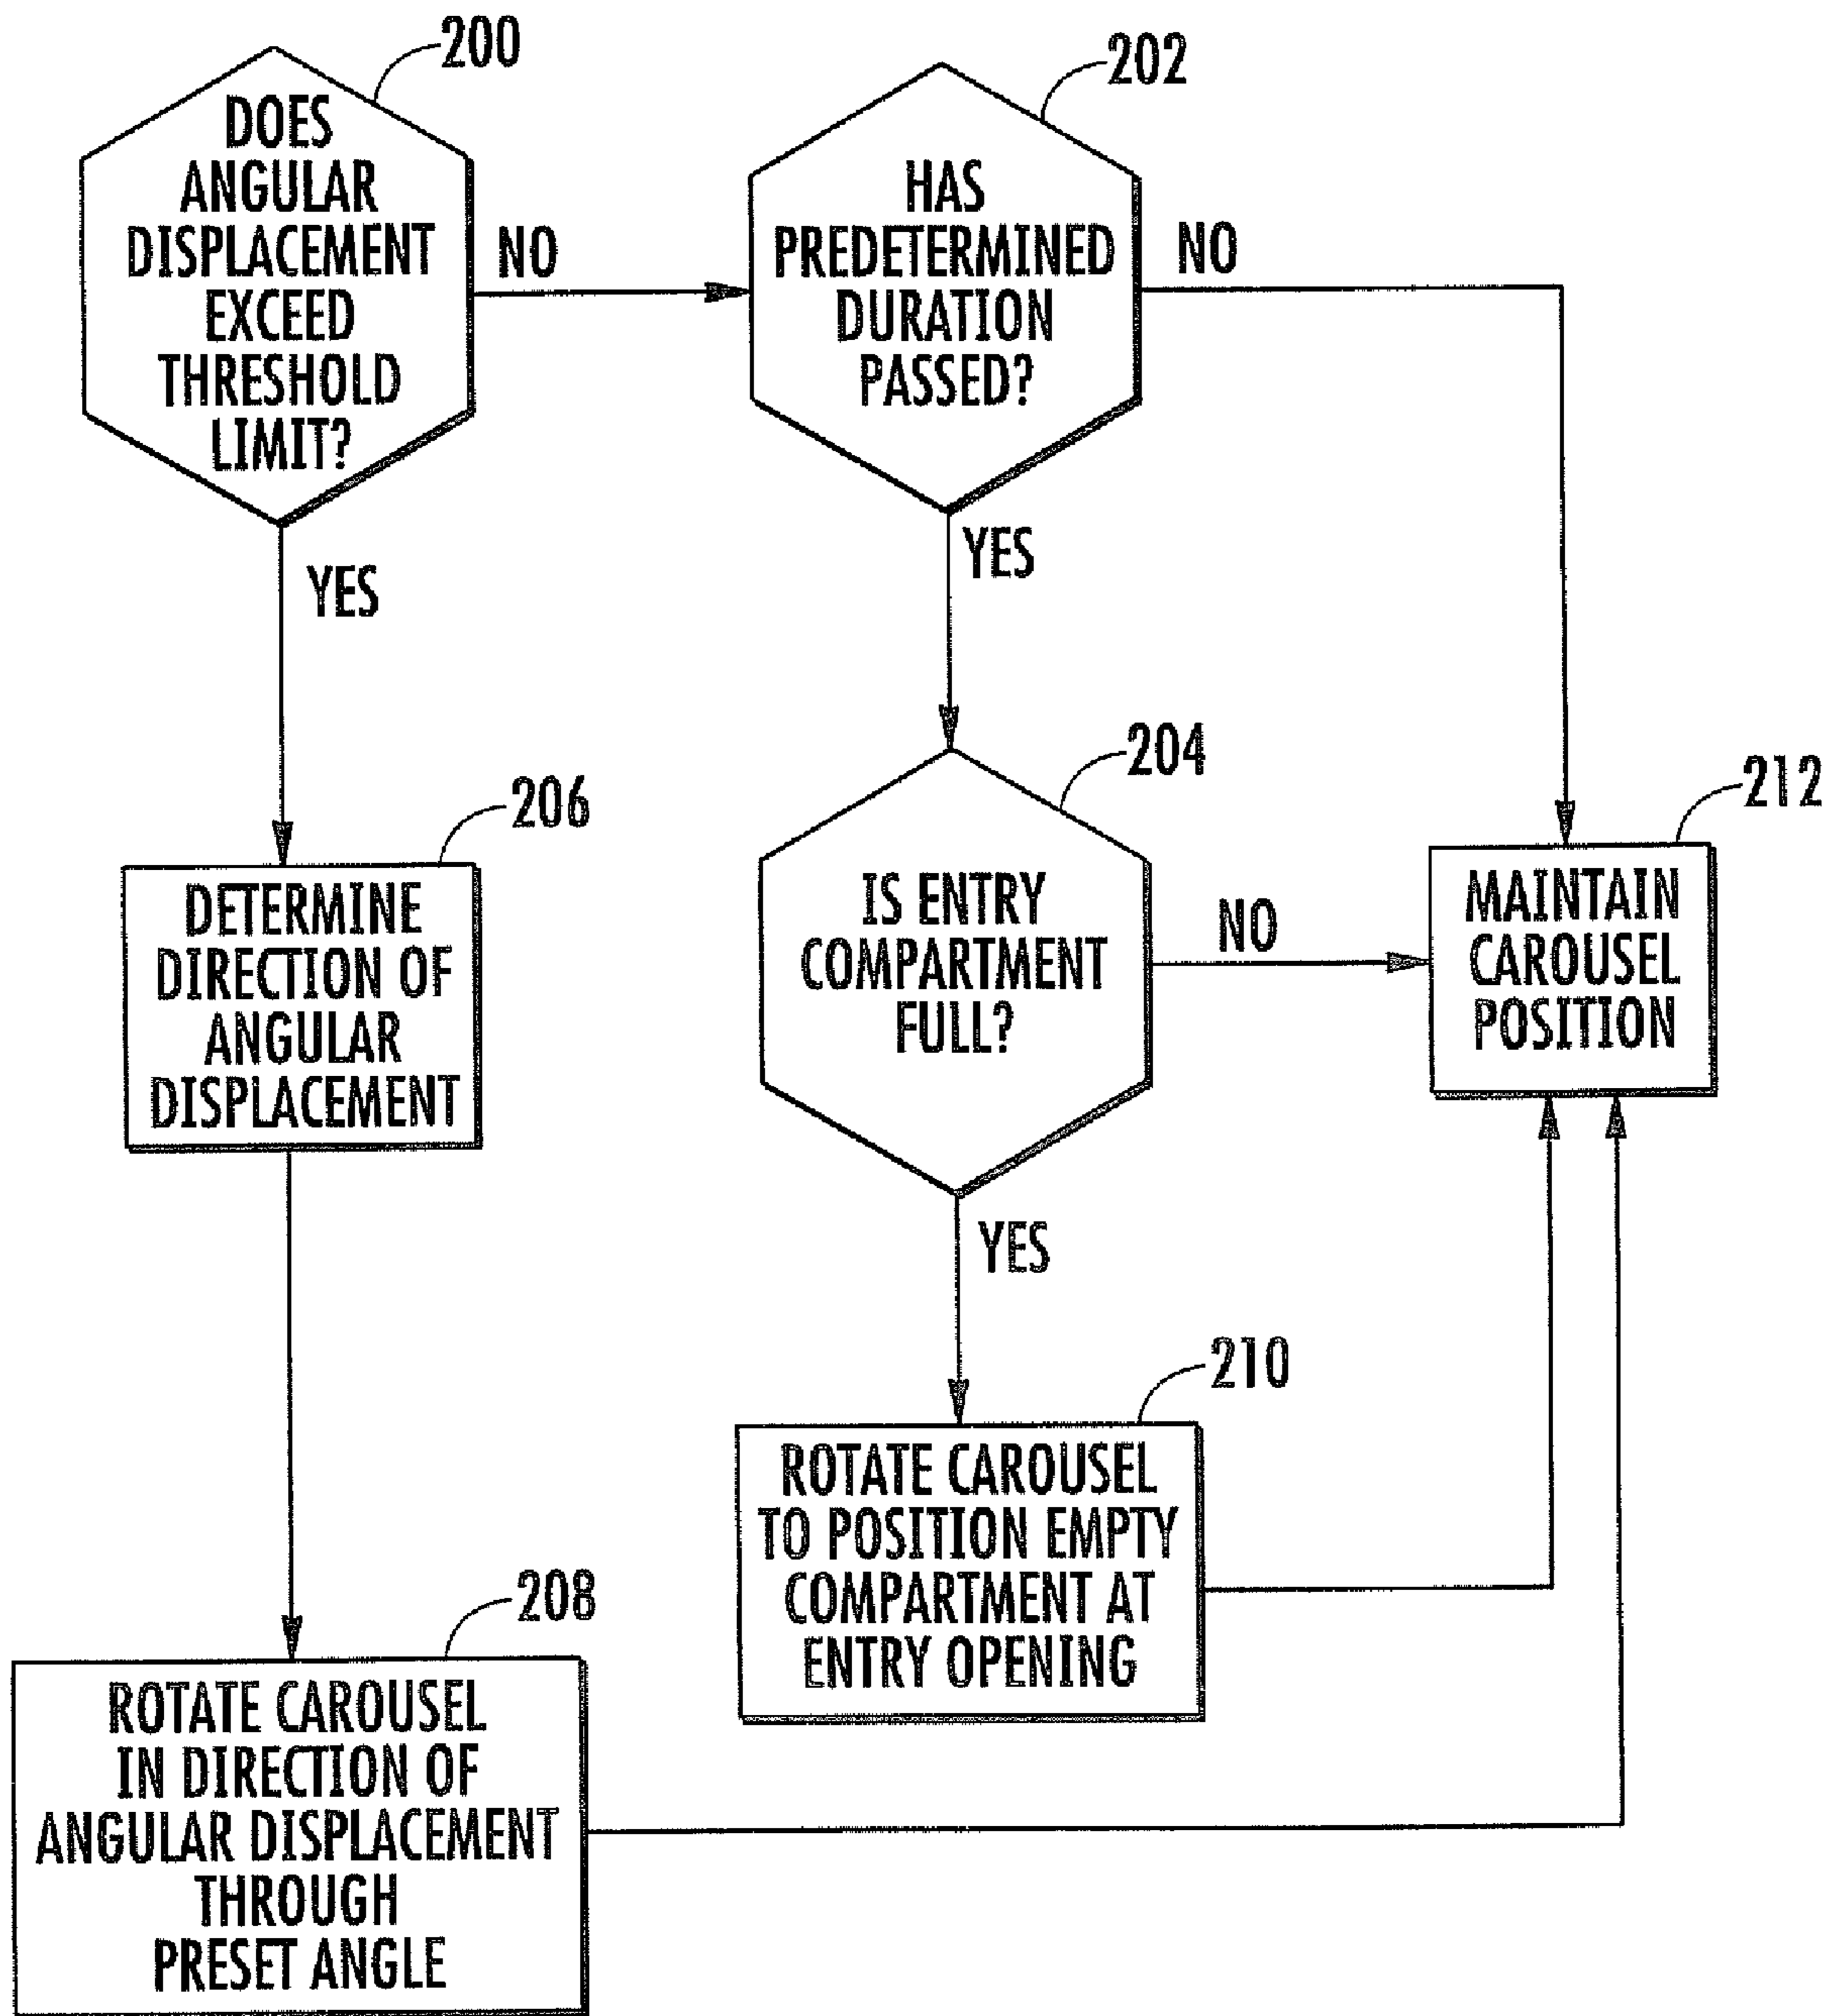 200
DOES
ANGULAR
DISPLACEMENT
EXCEED
THRESHOLD
LIMIT?
NO
YES
202
HAS
PREDETERMINED
DURATION
PASSED?
NO
YES
204
IS ENTRY
COMPARTMENT
FULL?
NO
YES
206
DETERMINE
DIRECTION OF
ANGULAR
DISPLACEMENT
212
MAINTAIN
CAROUSEL
POSITION
210
ROTATE CAROUSEL
TO POSITION EMPTY
COMPARTMENT AT
ENTRY OPENING
208
ROTATE CAROUSEL
IN DIRECTION OF
ANGULAR DISPLACEMENT
THROUGH
PRESET ANGLE